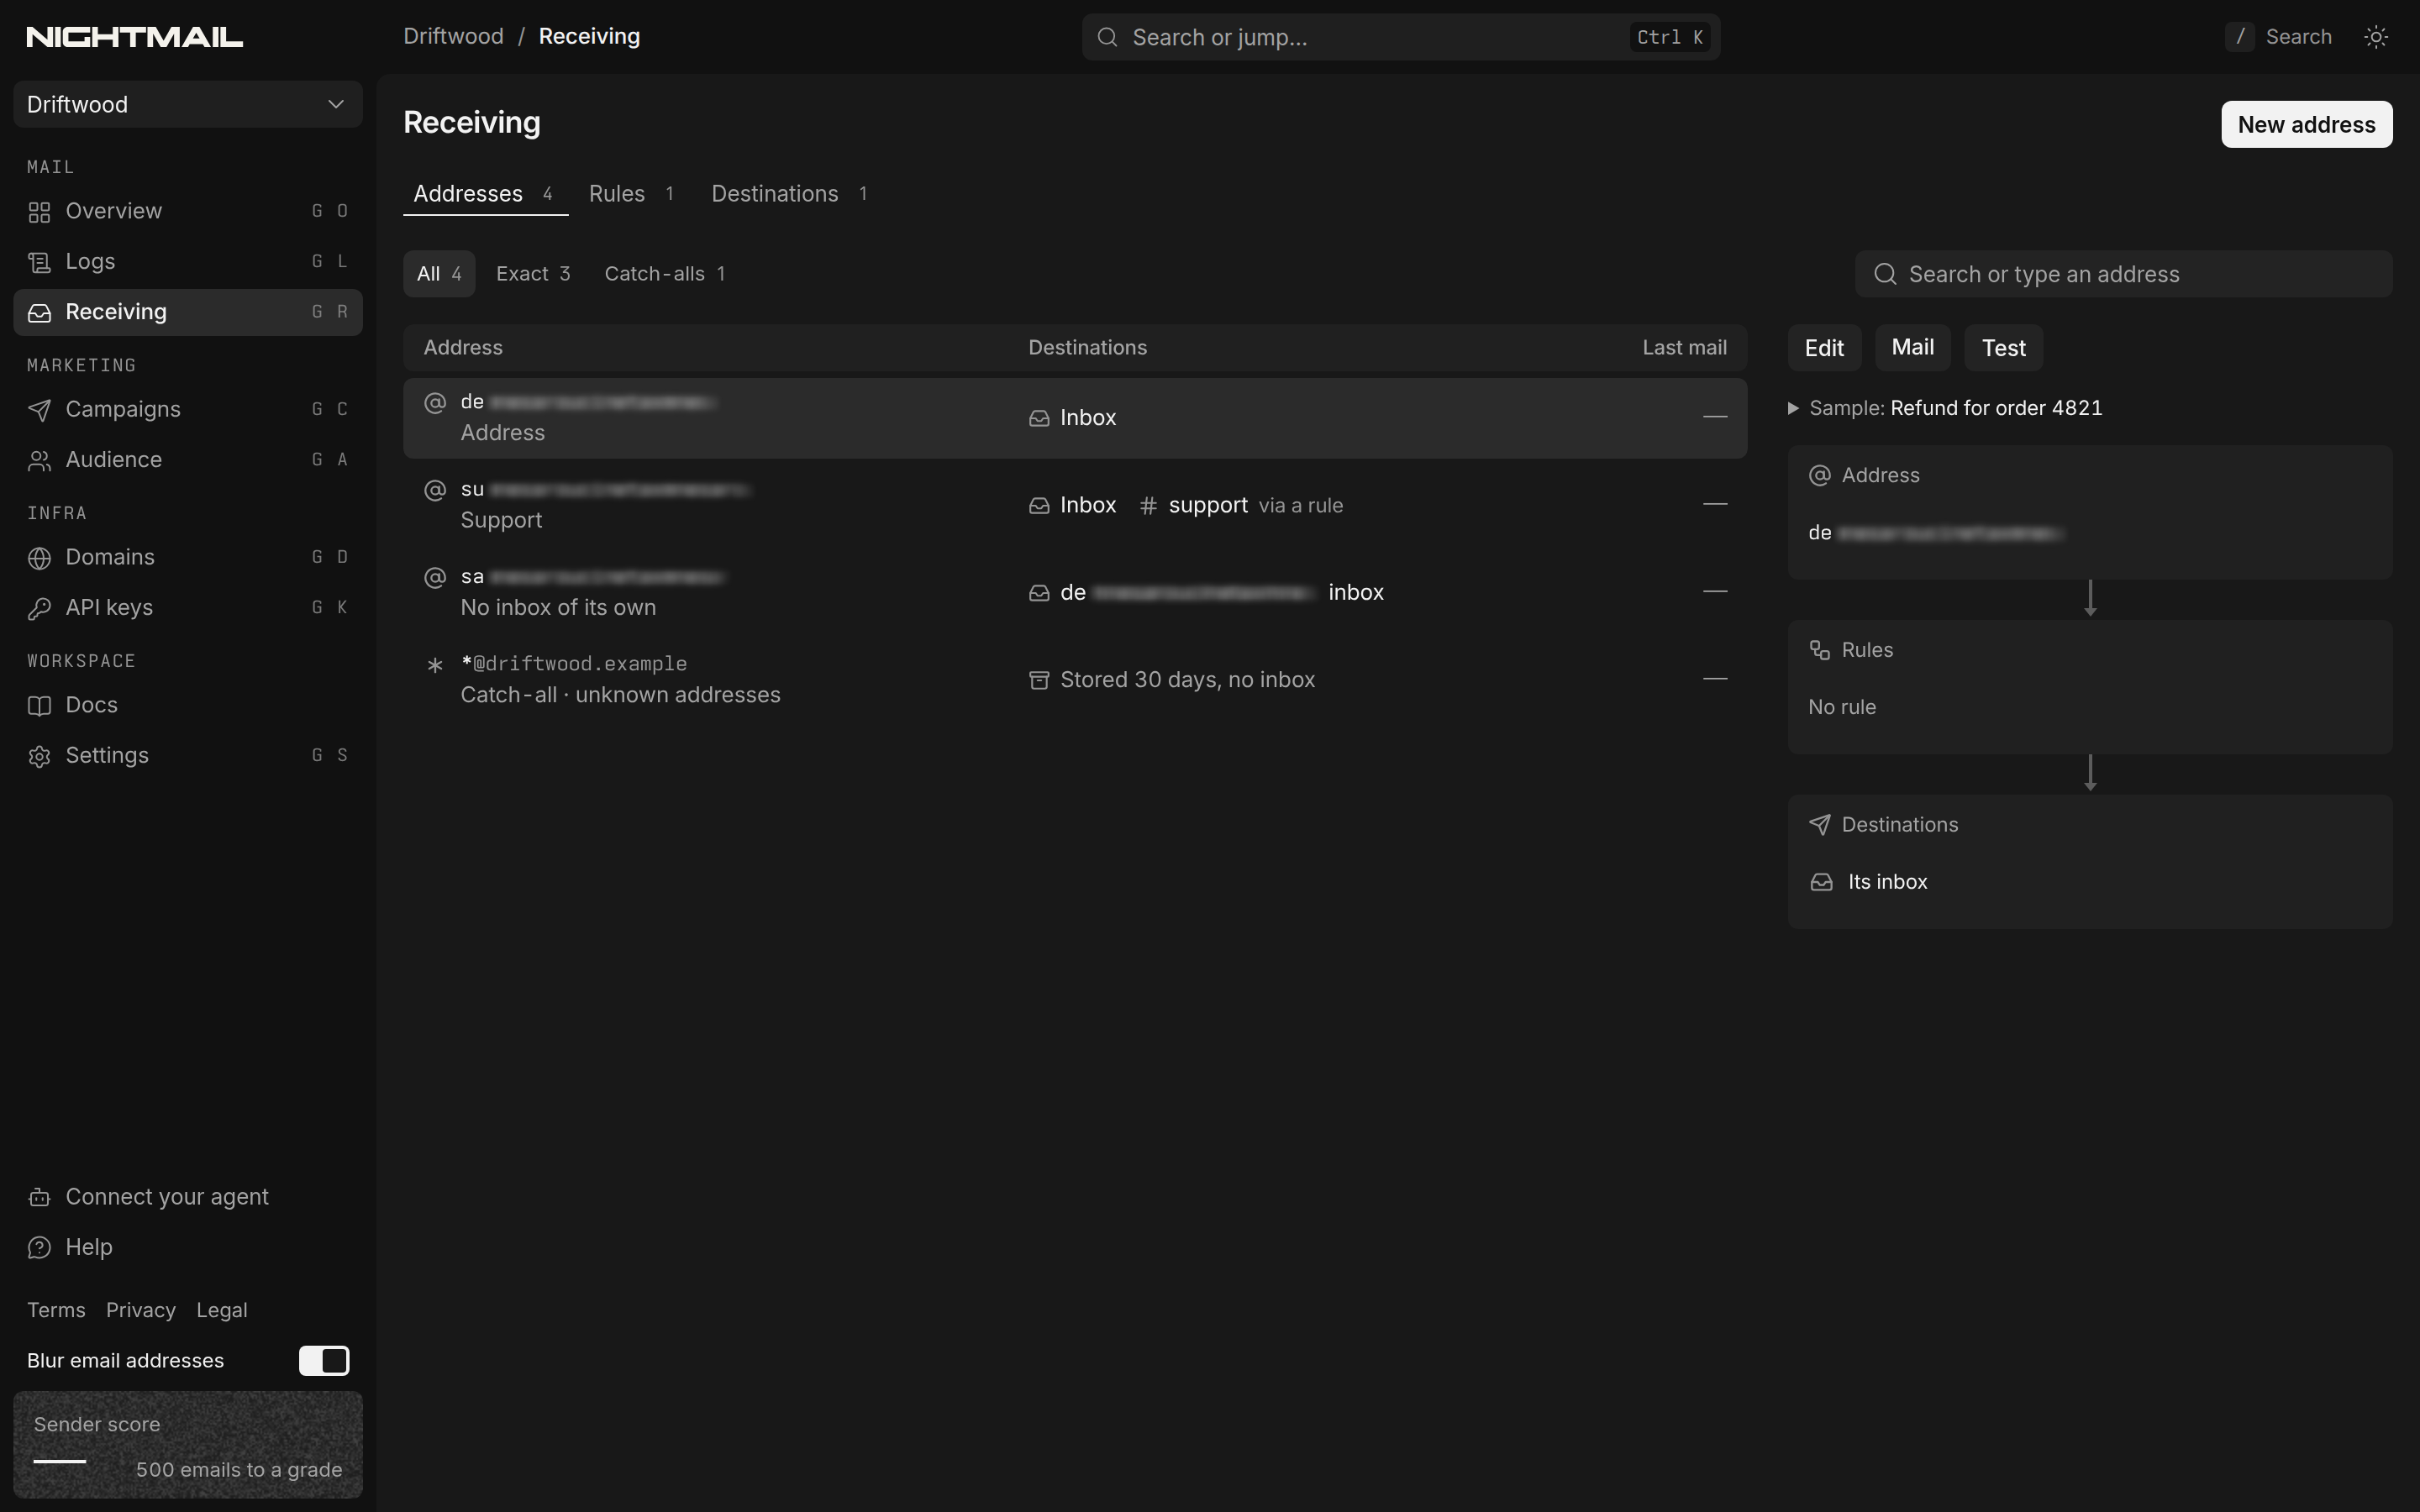 NIGHTMAIL
Driftwood / Receiving
Search or jump... Ctrl K
/ Search
Driftwood
MAIL
Overview G O
Logs G L
Receiving G R
MARKETING
Campaigns G C
Audience G A
INFRA
Domains G D
API keys G K
WORKSPACE
Docs
Settings G S
Connect your agent
Help
Terms Privacy Legal
Blur email addresses
Sender score
500 emails to a grade
Receiving
New address
Addresses 4 Rules 1 Destinations 1
All 4 Exact 3 Catch-alls 1
Search or type an address
Address Destinations Last mail
de
Address
Inbox —
su
Support
Inbox # support via a rule —
sa
No inbox of its own
de inbox —
*@driftwood.example
Catch-all · unknown addresses
Stored 30 days, no inbox —
Edit Mail Test
Sample: Refund for order 4821
Address
de
Rules
No rule
Destinations
Its inbox